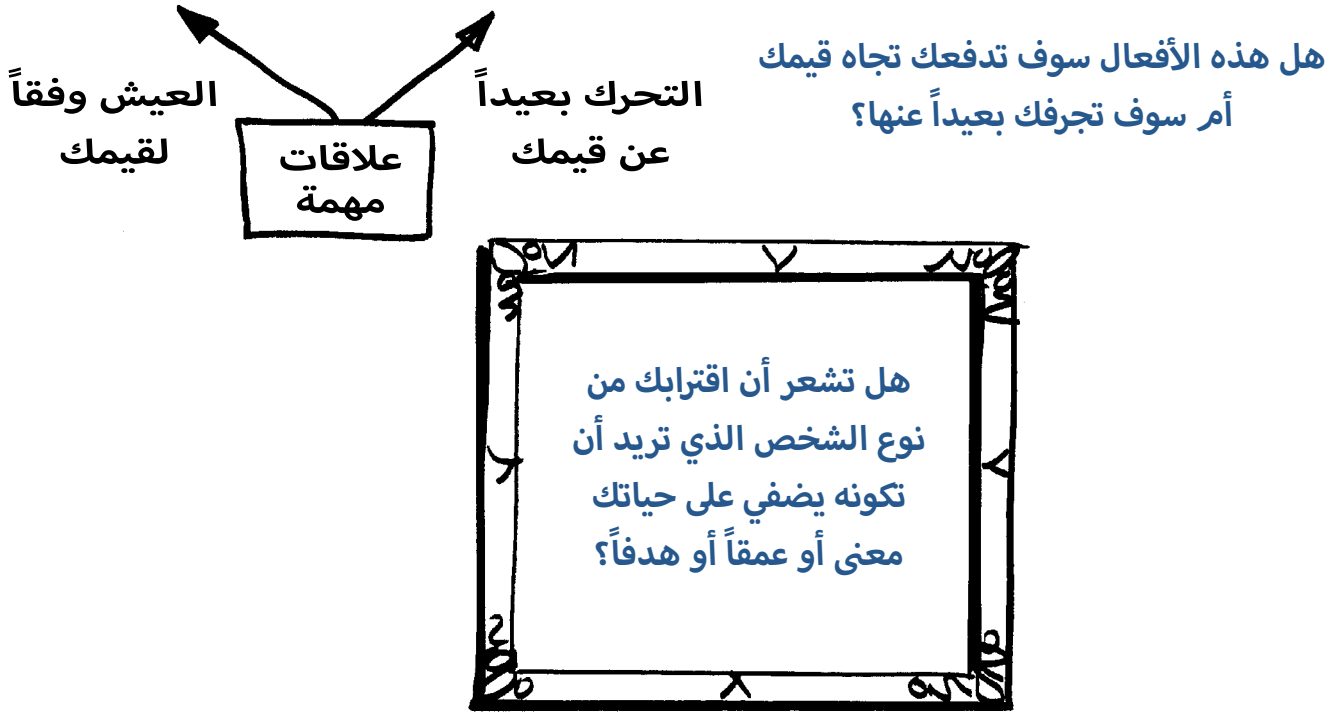 هل هذه الأفعال سوف تدفعك تجاه قيمك
أم سوف تجرفك بعيداً عنها؟
التحرك بعيداً
عن قيمك
العيش وفقاً
لقيمك
علاقات
مهمة
هل تشعر أن اقترابك من
نوع الشخص الذي تريد أن
تكونه يضفي على حياتك
معنى أو عمقاً أو هدفاً؟